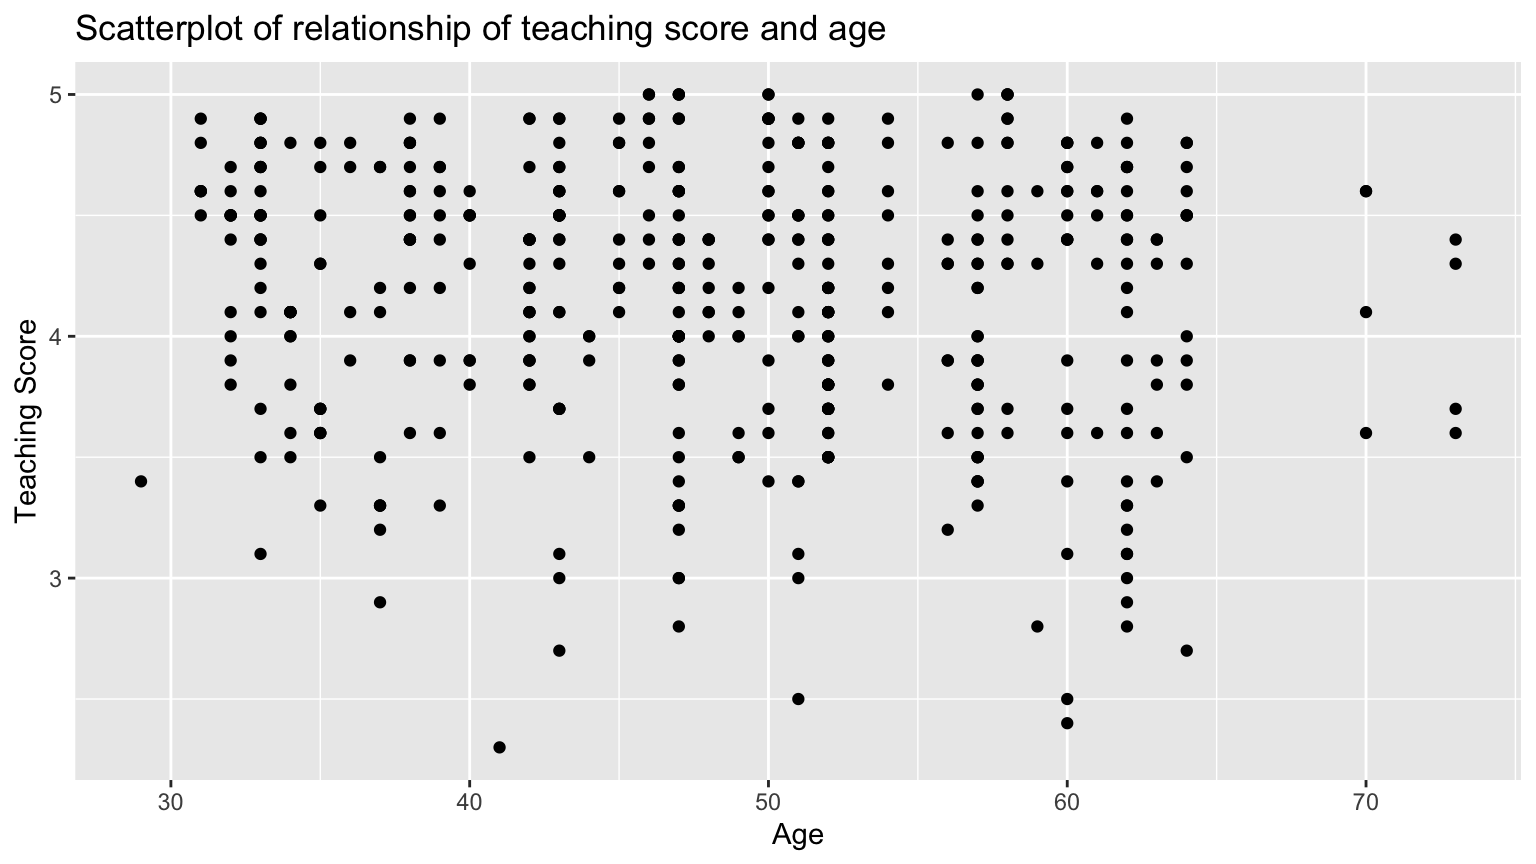 Scatterplot of relationship of teaching score and age
5
4
3
Teaching Score
30 40 50 60 70
Age